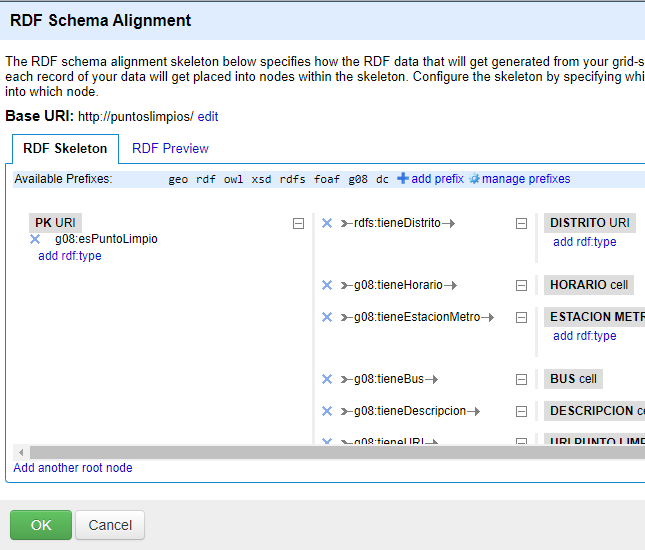 RDF Schema Alignment
The RDF schema alignment skeleton below specifies how the RDF data that will get generated from your grid-s
each record of your data will get placed into nodes within the skeleton. Configure the skeleton by specifying whi
into which node.
Base URI: http://puntoslimpios/ edit
RDF Skeleton RDF Preview
Available Prefixes: geo rdf owl xsd rdfs foaf g08 dc add prefix manage prefixes
PK URI
g08:esPuntoLimpio
add rdf:type
rdfs:tieneDistrito
DISTRITO URI
add rdf:type
g08:tieneHorario
HORARIO cell
g08:tieneEstacionMetro
ESTACION METR
add rdf:type
g08:tieneBus
BUS cell
g08:tieneDescripcion
DESCRIPCION ce
g08:tieneURI
URI PUNTO LIMP
Add another root node
OK Cancel